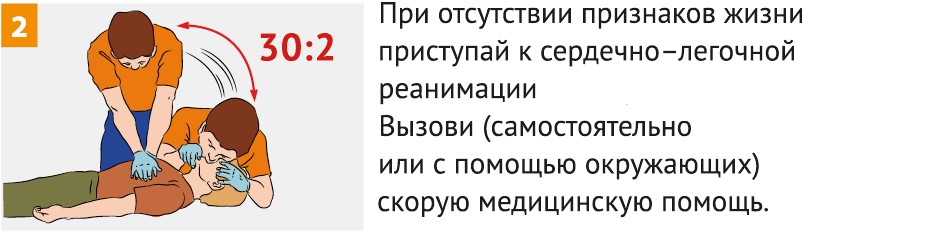 2
30:2
При отсутствии признаков жизни
приступай к сердечно-легочной
реанимации
Вызови (самостоятельно
или с помощью окружающих)
скорую медицинскую помощь.